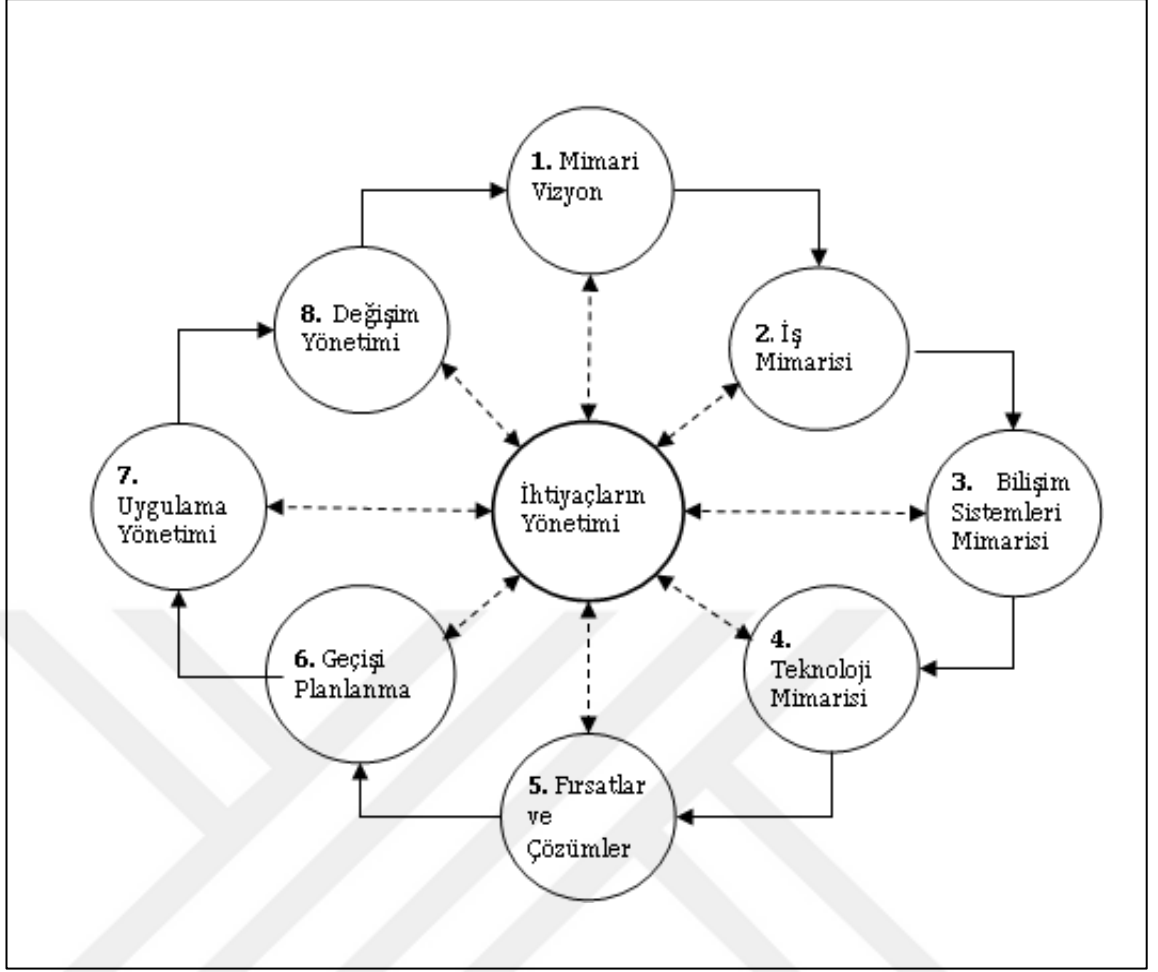 1. Mimari
Vizyon
2. İş
Mimarisi
3. Bilişim
Sistemleri
Mimarisi
4.
Teknoloji
Mimarisi
5. Fırsatlar
ve
Çözümler
6. Geçişi
Planlanma
7.
Uygulama
Yönetimi
8. Değişim
Yönetimi
İhtiyaçların
Yönetimi